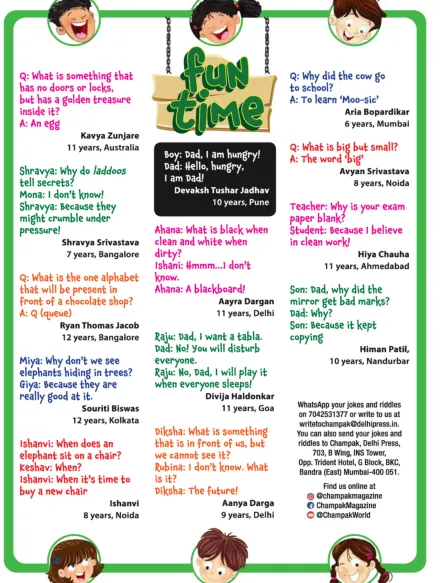 fun
time
Q: What is something that
has no doors or locks,
but has a golden treasure
inside it?
A: An egg
Kavya Zunjare
11 years, Australia
Shravya: Why do laddoos
tell secrets?
Mona: I don't know!
Shravya: Because they
might crumble under
pressure!
Shravya Srivastava
7 years, Bangalore
Q: What is the one alphabet
that will be present in
front of a chocolate shop?
A: Q (queue)
Ryan Thomas Jacob
12 years, Bangalore
Miya: Why don't we see
elephants hiding in trees?
Giya: Because they are
really good at it.
Souriti Biswas
12 years, Kolkata
Ishanvi: When does an
elephant sit on a chair?
Keshav: When?
Ishanvi: When it's time to
buy a new chair
Ishanvi
8 years, Noida
Boy: Dad, I am hungry!
Dad: Hello, hungry,
I am Dad!
Devaksh Tushar Jadhav
10 years, Pune
Ahana: What is black when
clean and white when
dirty?
Ishani: Hmmm...I don't
know.
Ahana: A blackboard!
Aayra Dargan
11 years, Delhi
Raju: Dad, I want a tabla.
Dad: No! You will disturb
everyone.
Raju: No, Dad, I will play it
when everyone sleeps!
Divija Haldonkar
11 years, Goa
Diksha: What is something
that is in front of us, but
we cannot see it?
Rubina: I don't know. What
is it?
Diksha: The future!
Aanya Darga
9 years, Delhi
Q: Why did the cow go
to school?
A: To learn 'Moo-sic'
Aria Bopardikar
6 years, Mumbai
Q: What is big but small?
A: The word 'big'
Avyan Srivastava
8 years, Noida
Teacher: Why is your exam
paper blank?
Student: Because I believe
in clean work!
Hiya Chauha
11 years, Ahmedabad
Son: Dad, why did the
mirror get bad marks?
Dad: Why?
Son: Because it kept
copying
Himan Patil,
10 years, Nandurbar
WhatsApp your jokes and riddles
on 7042531377 or write to us at
writetochampak@delhipress.in.
You can also send your jokes and
riddles to Champak, Delhi Press,
703, B Wing, INS Tower,
Opp. Trident Hotel, G Block, BKC,
Bandra (East) Mumbai-400 051.
Find us online at
@champakmagazine
ChampakMagazine
@ChampakWorld